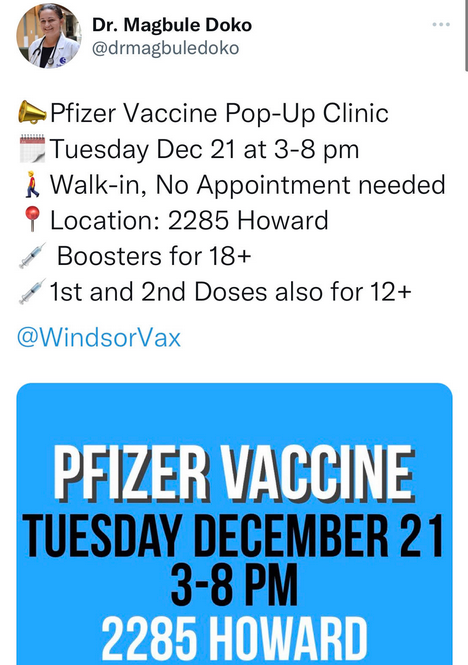 Dr. Magbule Doko
@drmagbuledoko
Pfizer Vaccine Pop-Up Clinic
Tuesday Dec 21 at 3-8 pm
Walk-in, No Appointment needed
Location: 2285 Howard
Boosters for 18+
1st and 2nd Doses also for 12+
@WindsorVax
PFIZER VACCINE
TUESDAY DECEMBER 21
3-8 PM
2285 HOWARD